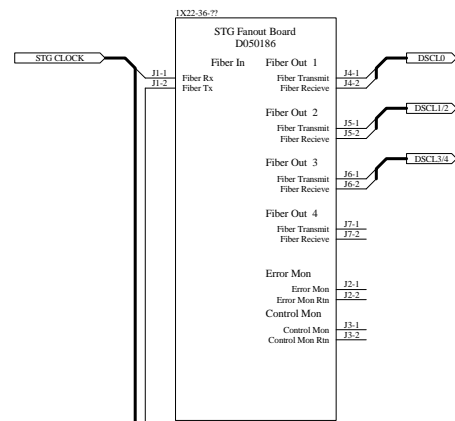 1X22-36-??
STG Fanout Board
D050186
STG CLOCK
Fiber In
Fiber Out 1
DSCL0
J1-1
Fiber Rx
Fiber Transmit
J4-1
J1-2
Fiber Tx
Fiber Recieve
J4-2
Fiber Out 2
DSCL1/2
Fiber Transmit
J5-1
Fiber Recieve
J5-2
Fiber Out 3
DSCL3/4
Fiber Transmit
J6-1
Fiber Recieve
J6-2
Fiber Out 4
Fiber Transmit
J7-1
Fiber Recieve
J7-2
Error Mon
Error Mon
J2-1
Error Mon Rtn
J2-2
Control Mon
Control Mon
J3-1
Control Mon Rtn
J3-2